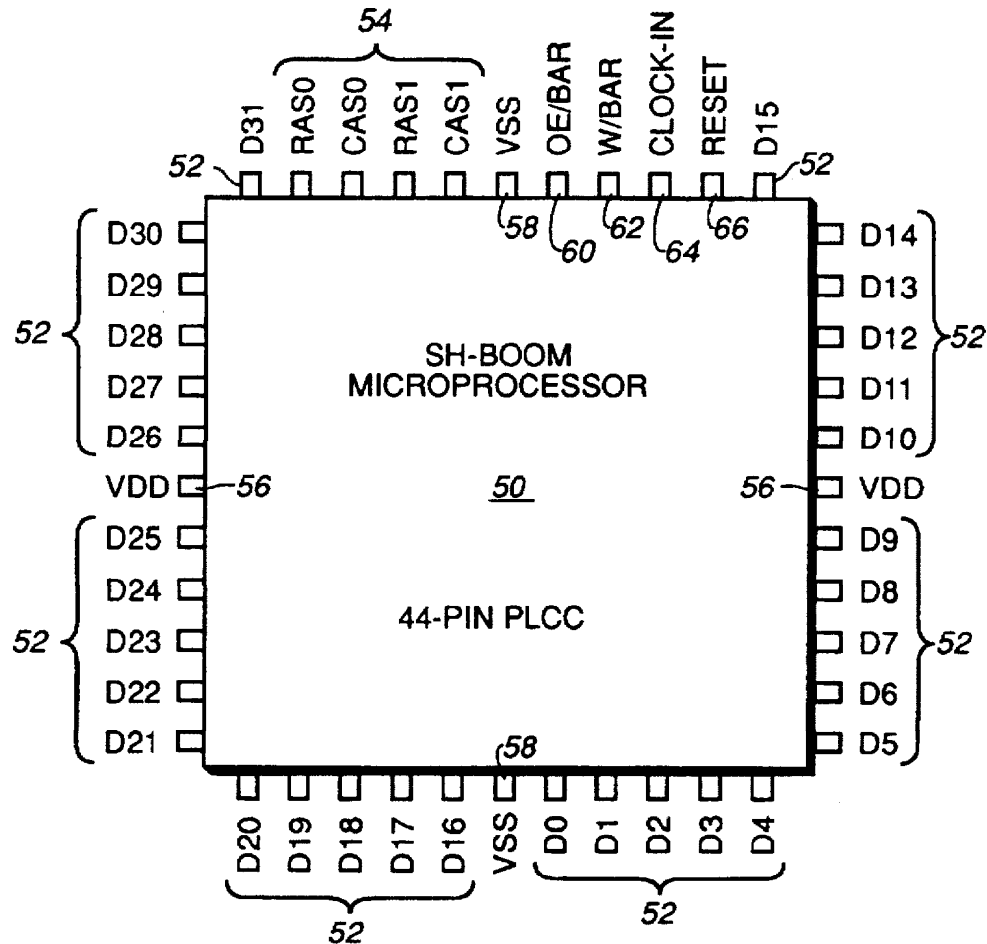 54
D31
RAS0
CAS0
RAS1
CAS1
VSS
OE/BAR
W/BAR
CLOCK-IN
RESET
D15
52
52
58
60
62
64
66
D30
D29
D28
D27
D26
52
D14
D13
D12
D11
D10
52
SH-BOOM
MICROPROCESSOR
VDD
56
50
56
VDD
D25
D24
D23
D22
D21
52
44-PIN PLCC
D9
D8
D7
D6
D5
52
58
D20
D19
D18
D17
D16
VSS
D0
D1
D2
D3
D4
52
52